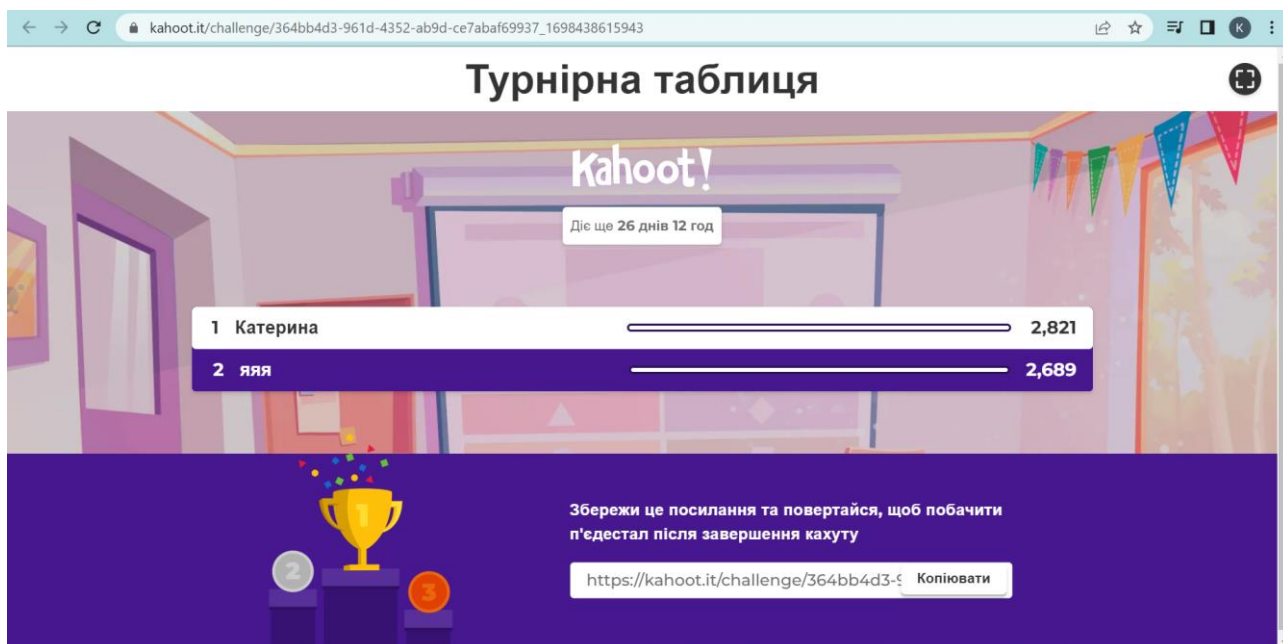 kahoot.it/challenge/364bb4d3-961d-4352-ab9d-ce7abaf69937_1698438615943
K
Турнірна таблиця
Kahoot!
Діє ще 26 днів 12 год
1 Катерина 2,821
2 яяя 2,689
1
2
3
Збережи це посилання та повертайся, щоб побачити
п'єдестал після завершення кахуту
https://kahoot.it/challenge/364bb4d3-9 Копіювати